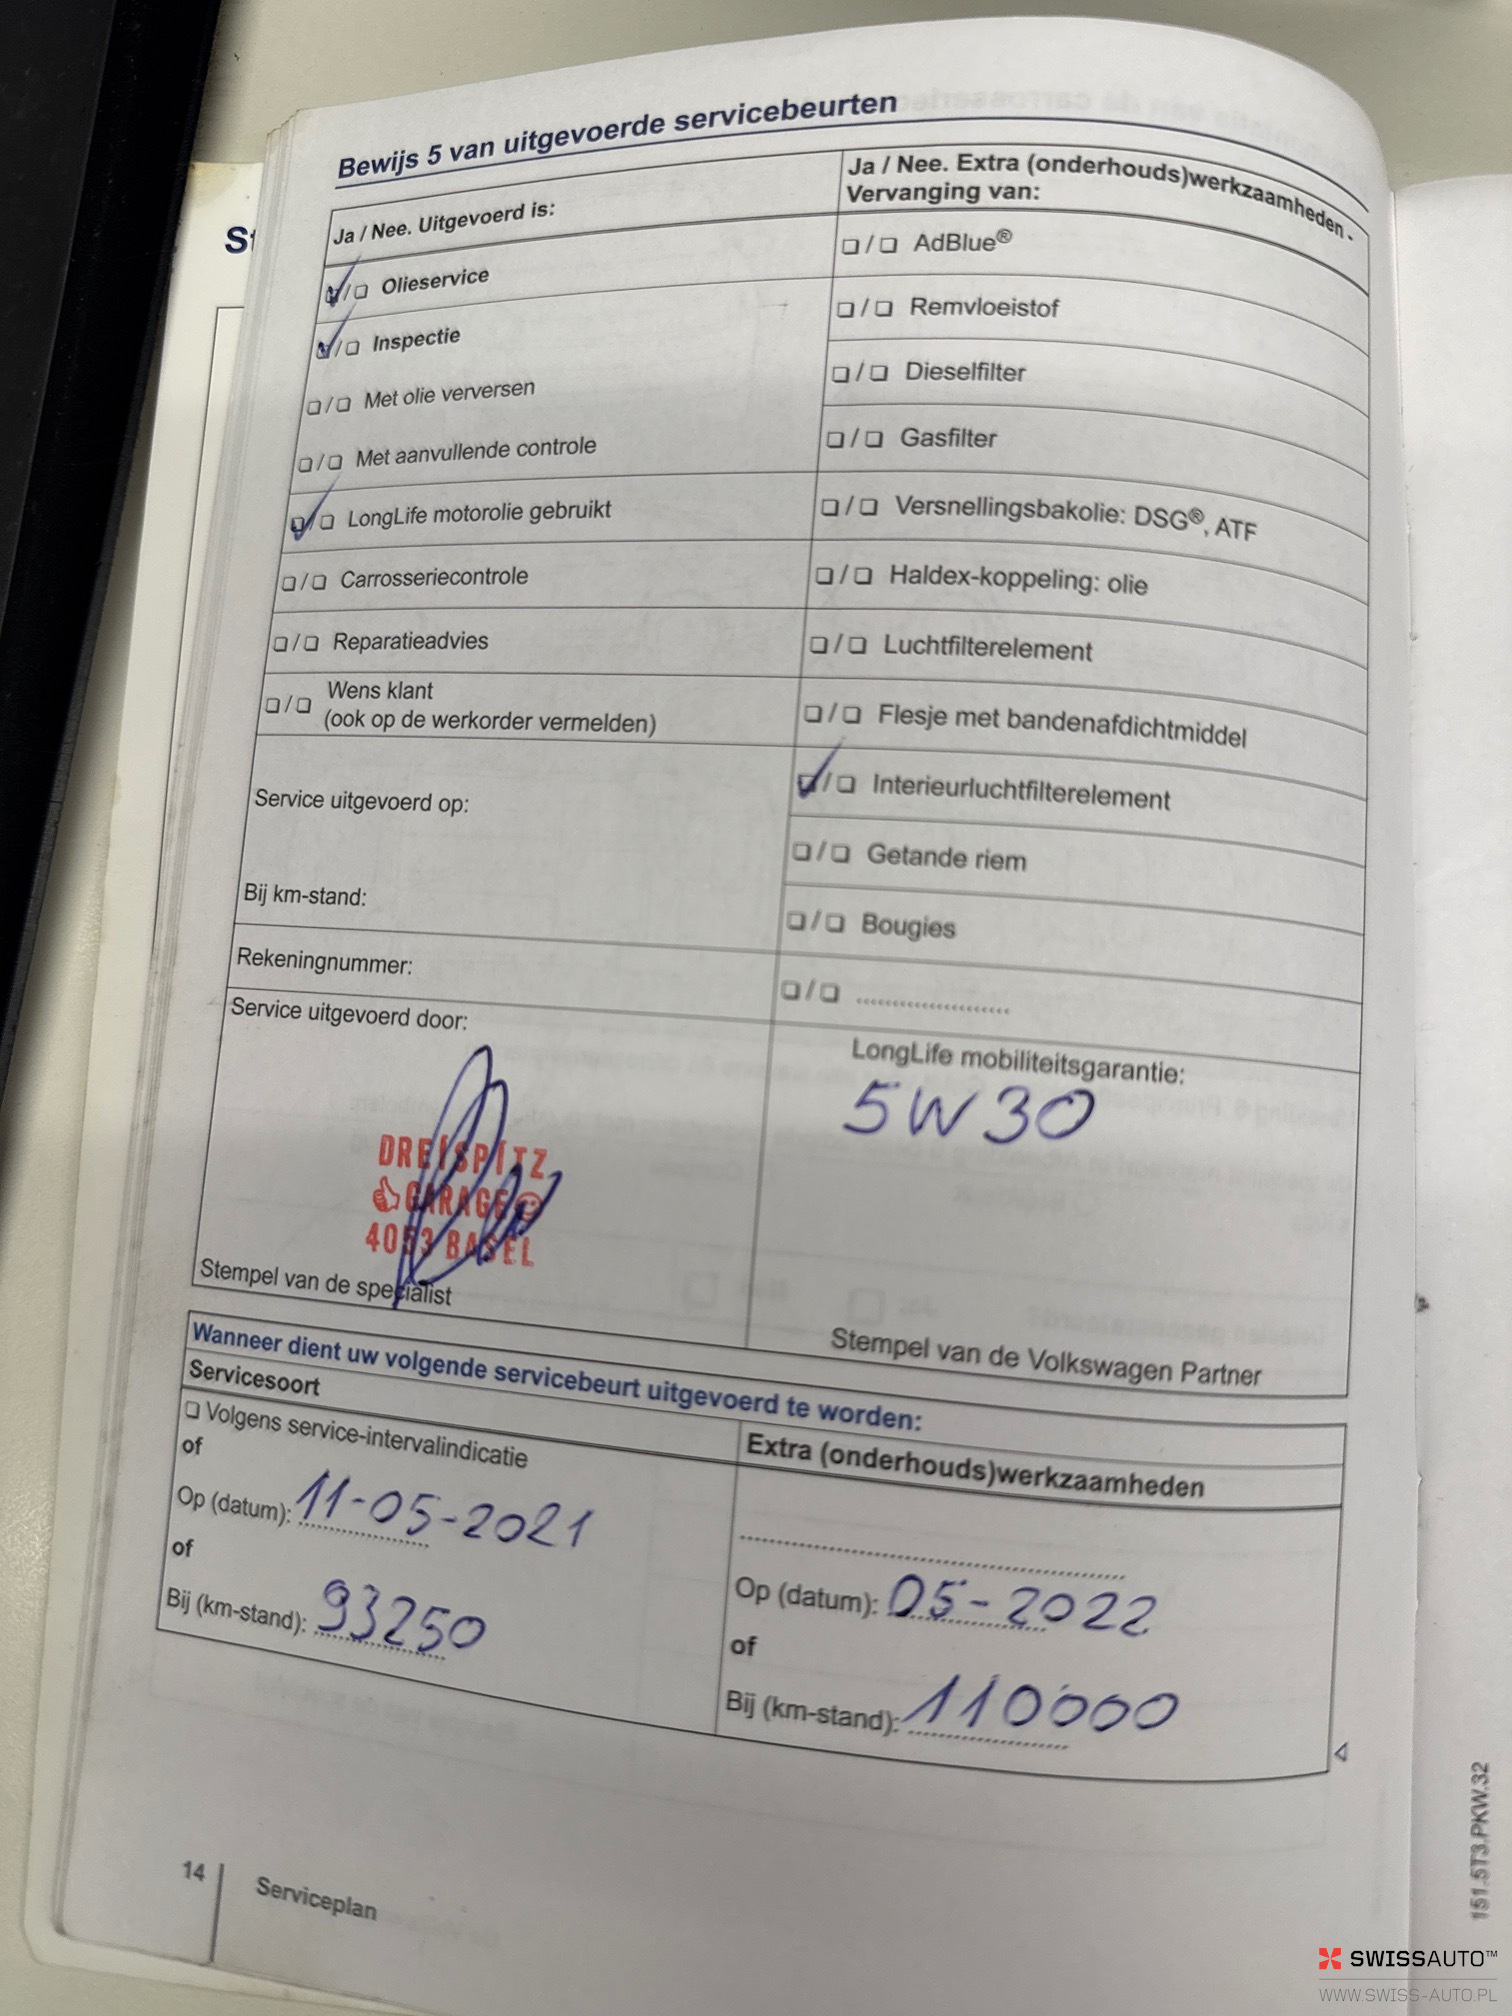 St
Bewijs 5 van uitgevoerde servicebeurten
Ja / Nee. Uitgevoerd is:
❏/❏ Olieservice
❏/❏ Inspectie
❏/❏ Met olie verversen
❏/❏ Met aanvullende controle
❏/❏ LongLife motorolie gebruikt
❏/❏ Carrosseriecontrole
❏/❏ Reparatieadvies
❏/❏ Wens klant
(ook op de werkorder vermelden)
Service uitgevoerd op:
Bij km-stand:
Rekeningnummer:
Service uitgevoerd door:
DREISPITZ
GARAGE
4053 BASEL
Stempel van de specialist
Ja / Nee. Extra (onderhouds)werkzaamheden -
Vervanging van:
❏/❏ AdBlue®
❏/❏ Remvloeistof
❏/❏ Dieselfilter
❏/❏ Gasfilter
❏/❏ Versnellingsbakolie: DSG®, ATF
❏/❏ Haldex-koppeling: olie
❏/❏ Luchtfilterelement
❏/❏ Flesje met bandenafdichtmiddel
❏/❏ Interieurluchtfilterelement
❏/❏ Getande riem
❏/❏ Bougies
❏/❏ .....................
LongLife mobiliteitsgarantie:
5W30
Stempel van de Volkswagen Partner
Wanneer dient uw volgende servicebeurt uitgevoerd te worden:
Servicesoort
❏ Volgens service-intervalindicatie
of
Op (datum): 11-05-2021
of
Bij (km-stand): 93250
Extra (onderhouds)werkzaamheden
Op (datum): 05-2022
of
Bij (km-stand): 110000
14
Serviceplan
151.5T3.PKW.32
SWISSAUTO™
WWW.SWISS-AUTO.PL